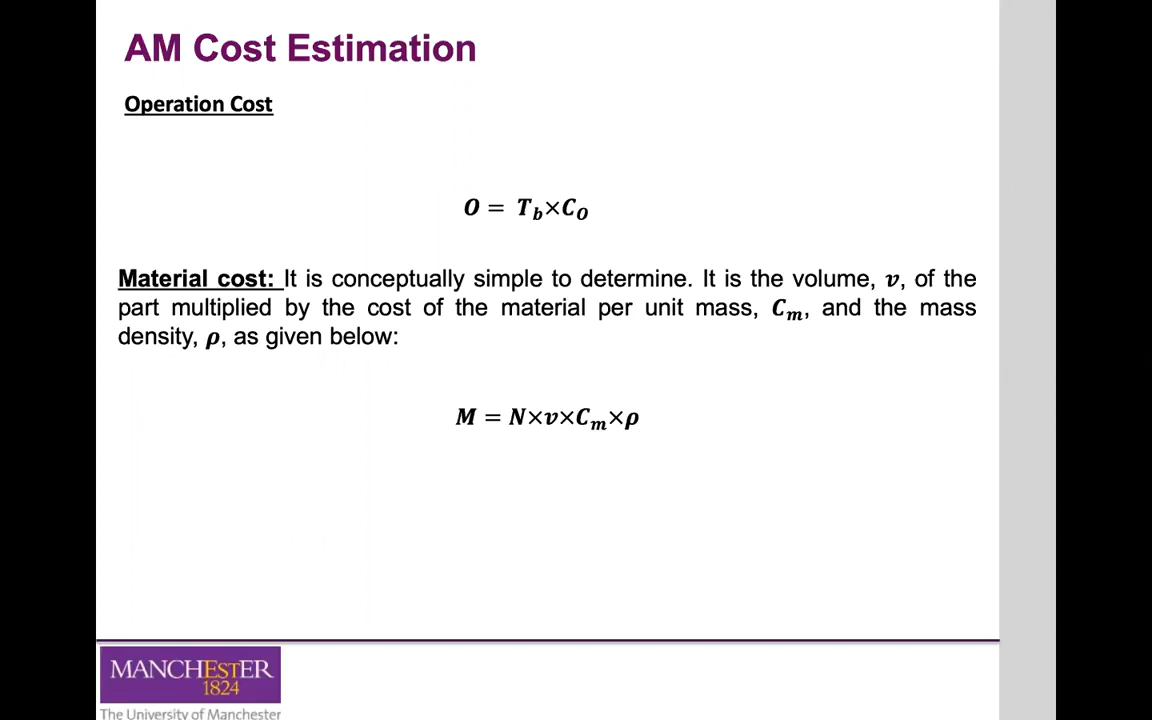 AM Cost Estimation
Operation Cost
O = T_b×C_O
Material cost: It is conceptually simple to determine. It is the volume, v, of the
part multiplied by the cost of the material per unit mass, C_m, and the mass
density, ρ, as given below:
M = N×v×C_m×ρ
MANCHESTER
1824
The University of Manchester